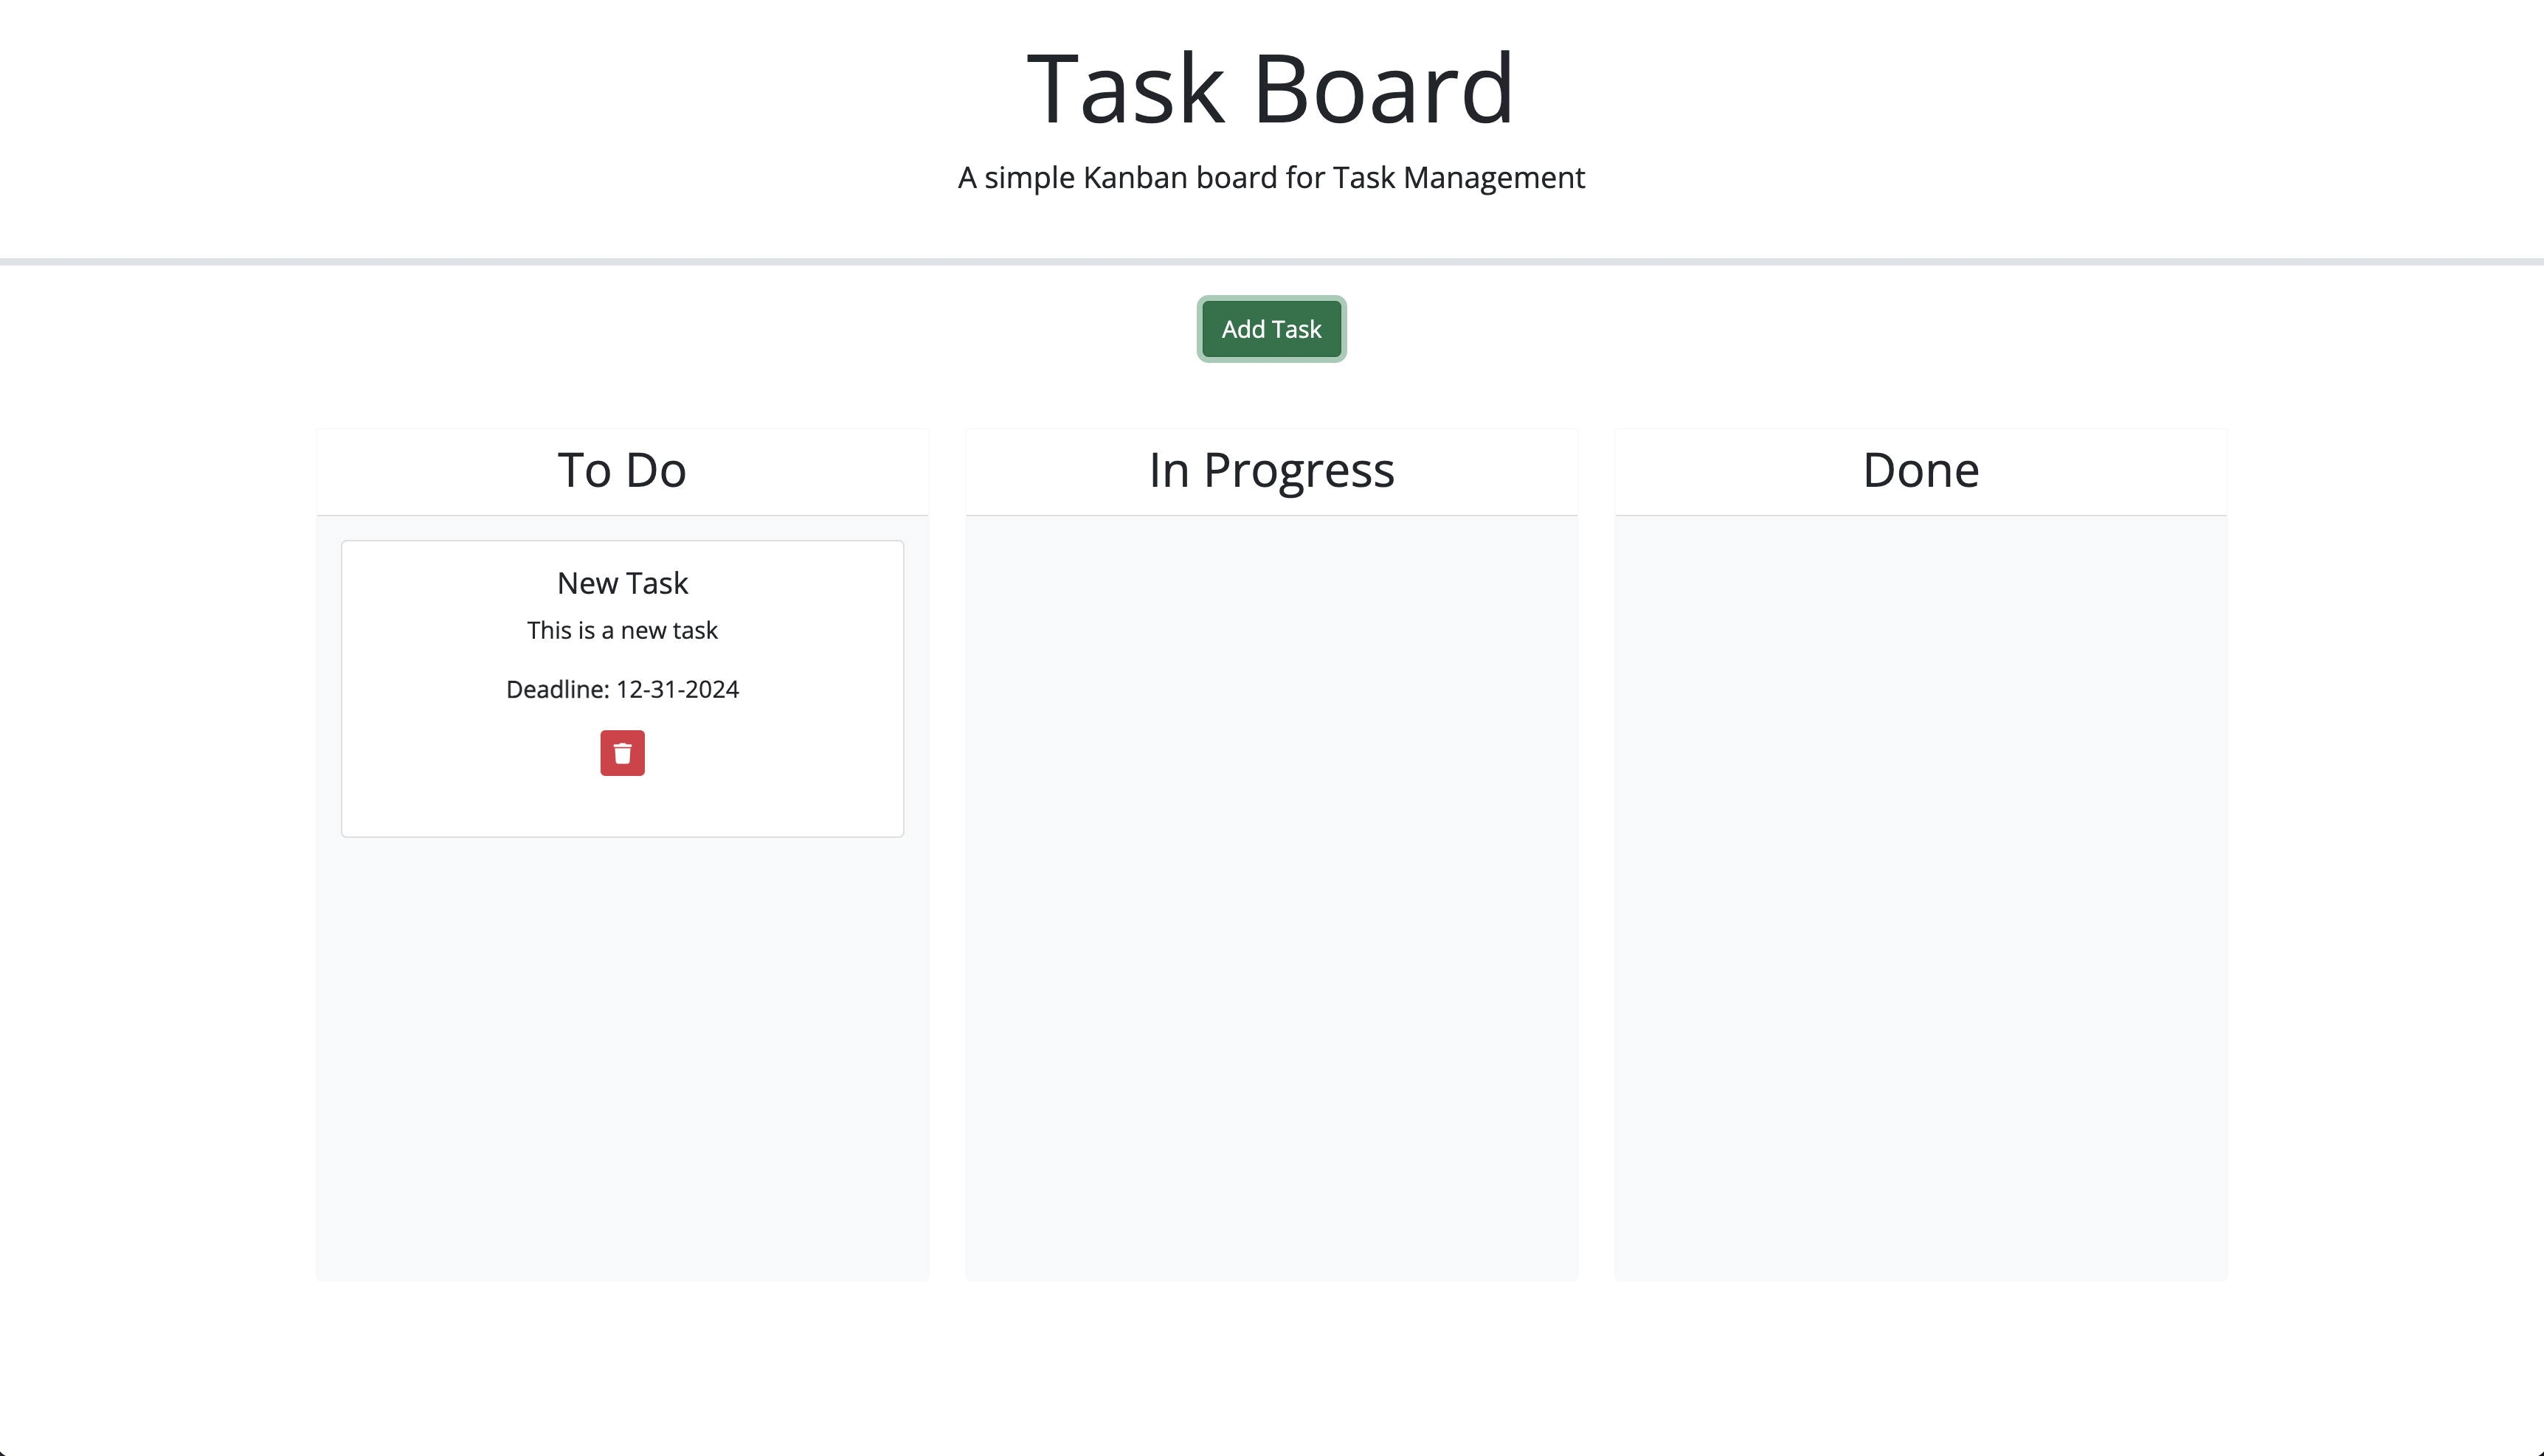 Task Board
A simple Kanban board for Task Management
Add Task
To Do
New Task
This is a new task
Deadline: 12-31-2024
In Progress
Done